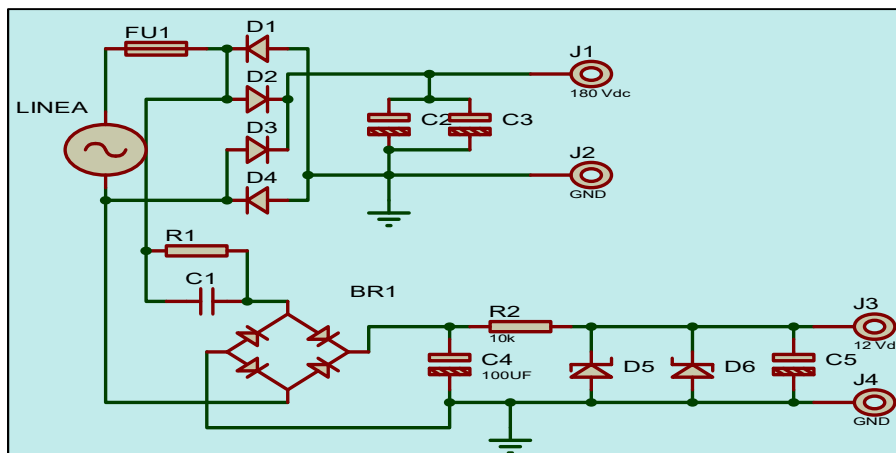 FU1
D1
D2
D3
D4
LINEA
C2
C3
J1
180 Vdc
J2
GND
R1
C1
BR1
R2
10k
C4
100UF
D5
D6
C5
J3
12 Vd
J4
GND